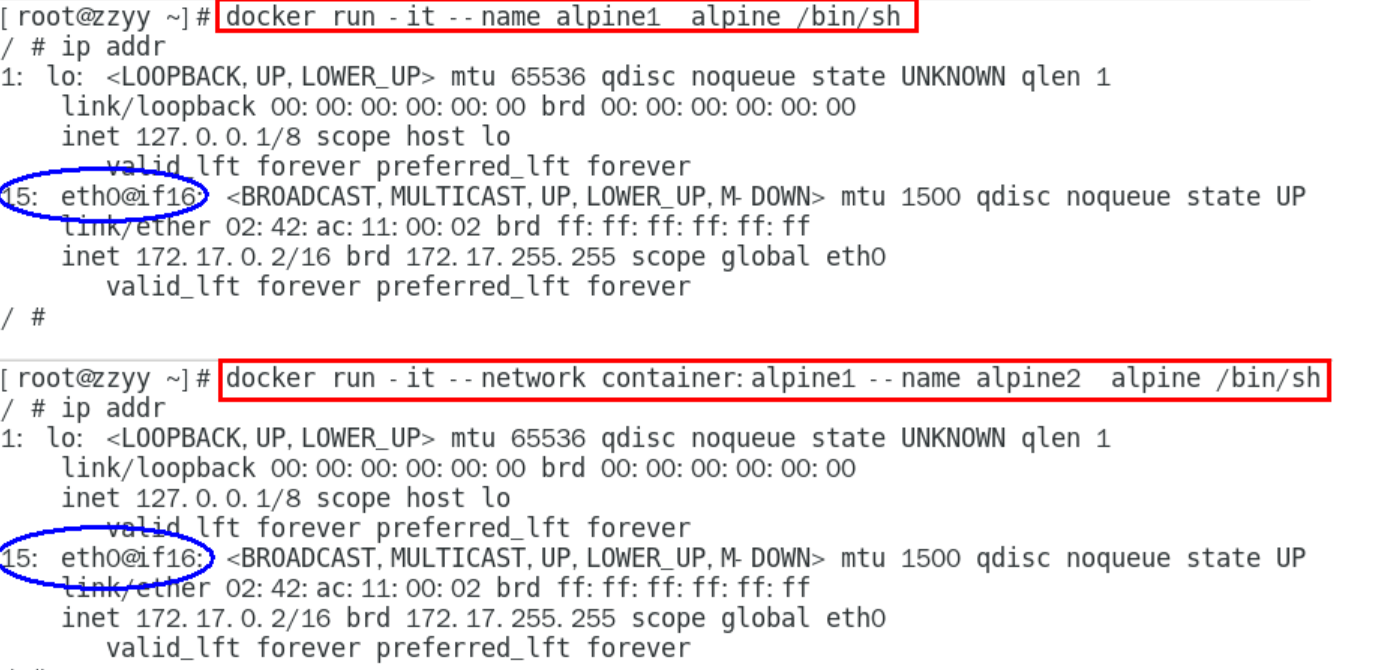 [root@zzyy ~]# docker run -it --name alpine1  alpine /bin/sh
/ # ip addr
1: lo: <LOOPBACK,UP,LOWER_UP> mtu 65536 qdisc noqueue state UNKNOWN qlen 1
    link/loopback 00:00:00:00:00:00 brd 00:00:00:00:00:00
    inet 127.0.0.1/8 scope host lo
       valid_lft forever preferred_lft forever
15: eth0@if16: <BROADCAST,MULTICAST,UP,LOWER_UP,M-DOWN> mtu 1500 qdisc noqueue state UP
    link/ether 02:42:ac:11:00:02 brd ff:ff:ff:ff:ff:ff
    inet 172.17.0.2/16 brd 172.17.255.255 scope global eth0
       valid_lft forever preferred_lft forever
/ #
[root@zzyy ~]# docker run -it --network container:alpine1 --name alpine2  alpine /bin/sh
/ # ip addr
1: lo: <LOOPBACK,UP,LOWER_UP> mtu 65536 qdisc noqueue state UNKNOWN qlen 1
    link/loopback 00:00:00:00:00:00 brd 00:00:00:00:00:00
    inet 127.0.0.1/8 scope host lo
       valid_lft forever preferred_lft forever
15: eth0@if16: <BROADCAST,MULTICAST,UP,LOWER_UP,M-DOWN> mtu 1500 qdisc noqueue state UP
    link/ether 02:42:ac:11:00:02 brd ff:ff:ff:ff:ff:ff
    inet 172.17.0.2/16 brd 172.17.255.255 scope global eth0
       valid_lft forever preferred_lft forever